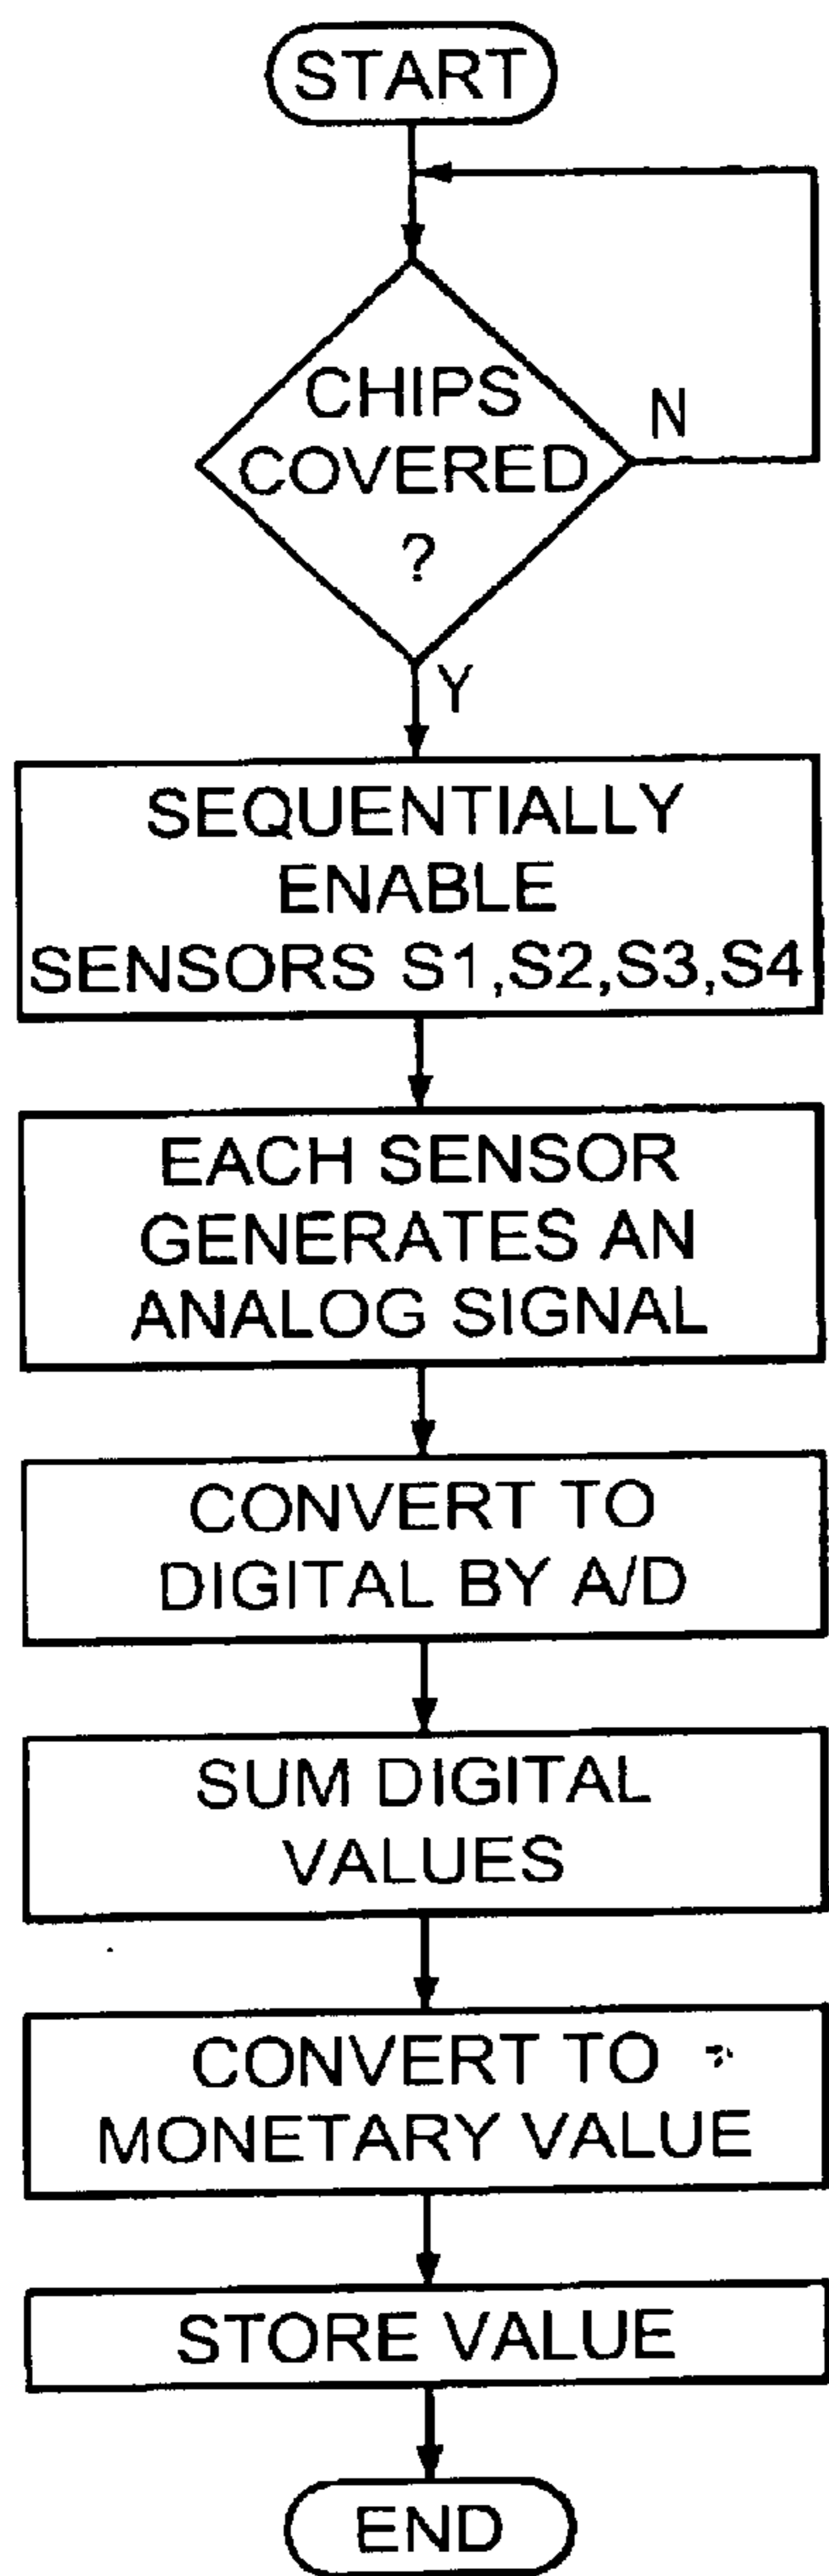 START
CHIPS
COVERED
?
N
Y
SEQUENTIALLY
ENABLE
SENSORS S1,S2,S3,S4
EACH SENSOR
GENERATES AN
ANALOG SIGNAL
CONVERT TO
DIGITAL BY A/D
SUM DIGITAL
VALUES
CONVERT TO
MONETARY VALUE
STORE VALUE
END